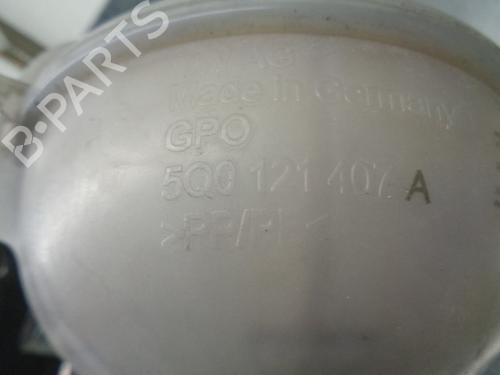 Made in Germany
GPO
5Q0 121 407 A
B-PARTS